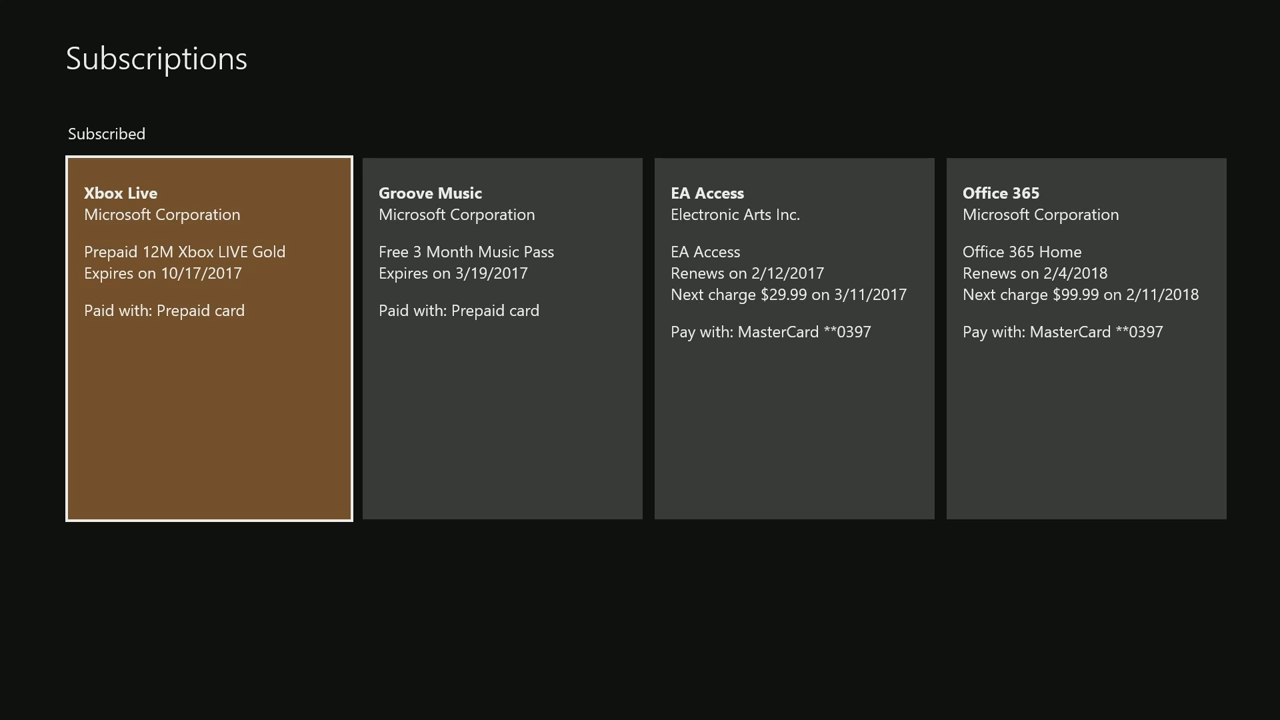 Subscriptions
Subscribed
Xbox Live
Microsoft Corporation
Prepaid 12M Xbox LIVE Gold
Expires on 10/17/2017
Paid with: Prepaid card
Groove Music
Microsoft Corporation
Free 3 Month Music Pass
Expires on 3/19/2017
Paid with: Prepaid card
EA Access
Electronic Arts Inc.
EA Access
Renews on 2/12/2017
Next charge $29.99 on 3/11/2017
Pay with: MasterCard **0397
Office 365
Microsoft Corporation
Office 365 Home
Renews on 2/4/2018
Next charge $99.99 on 2/11/2018
Pay with: MasterCard **0397